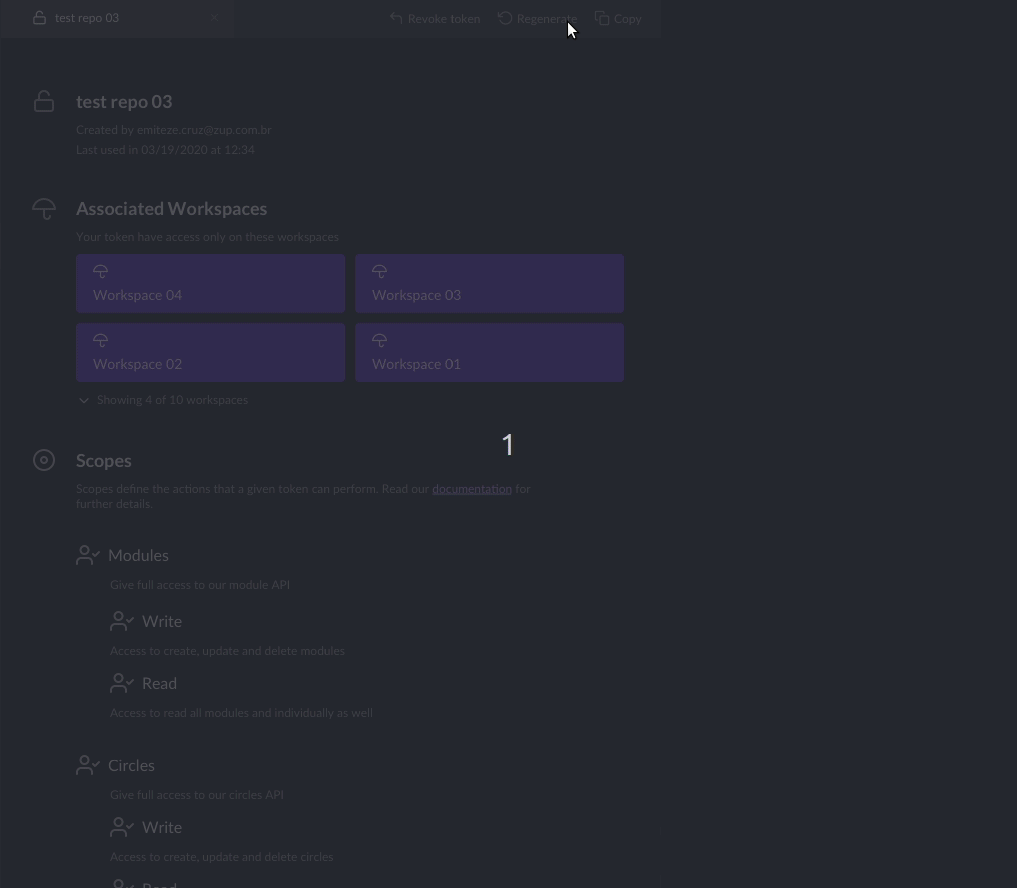 test repo 03
Revoke token Regenerate Copy
test repo 03
Created by emiteze.cruz@zup.com.br
Last used in 03/19/2020 at 12:34
Associated Workspaces
Your token have access only on these workspaces
Workspace 04
Workspace 03
Workspace 02
Workspace 01
Showing 4 of 10 workspaces
1
Scopes
Scopes define the actions that a given token can perform. Read our documentation for
further details.
Modules
Give full access to our module API
Write
Access to create, update and delete modules
Read
Access to read all modules and individually as well
Circles
Give full access to our circles API
Write
Access to create, update and delete circles
Read